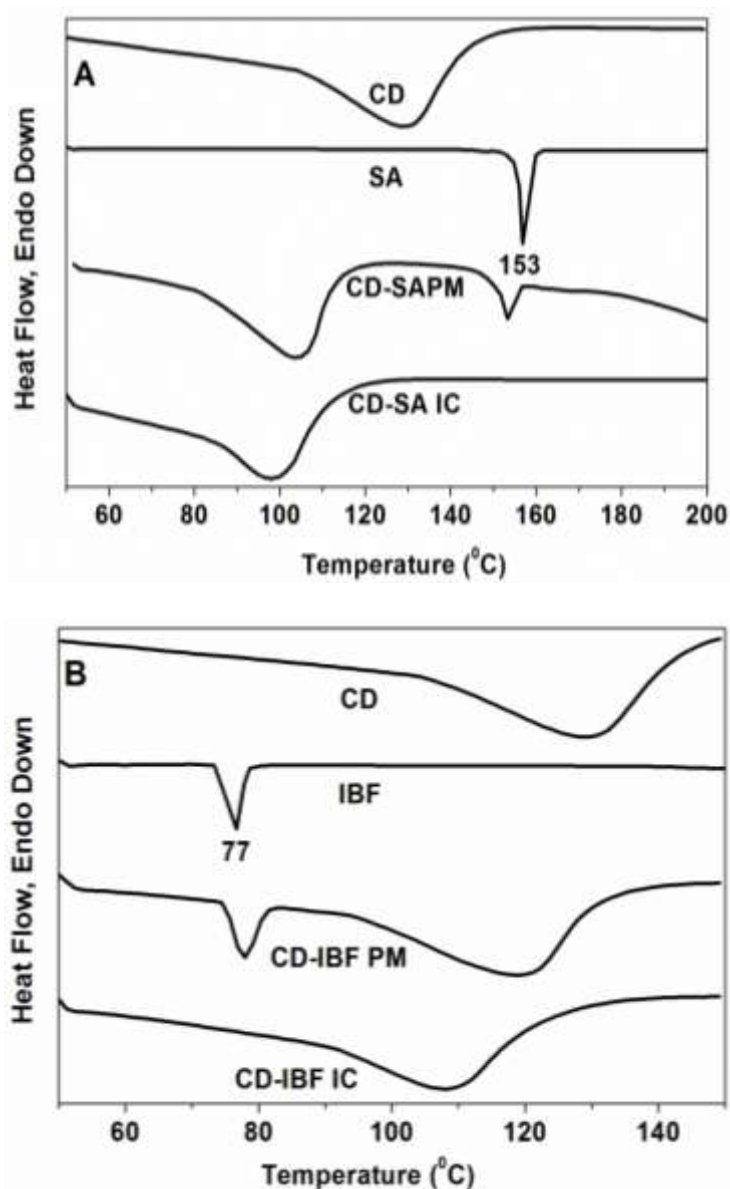 A
CD
SA
153
CD-SAPM
CD-SA IC
Heat Flow, Endo Down
60 80 100 120 140 160 180 200
Temperature (⁰C)
B
CD
IBF
77
CD-IBF PM
CD-IBF IC
Heat Flow, Endo Down
60 80 100 120 140
Temperature (⁰C)